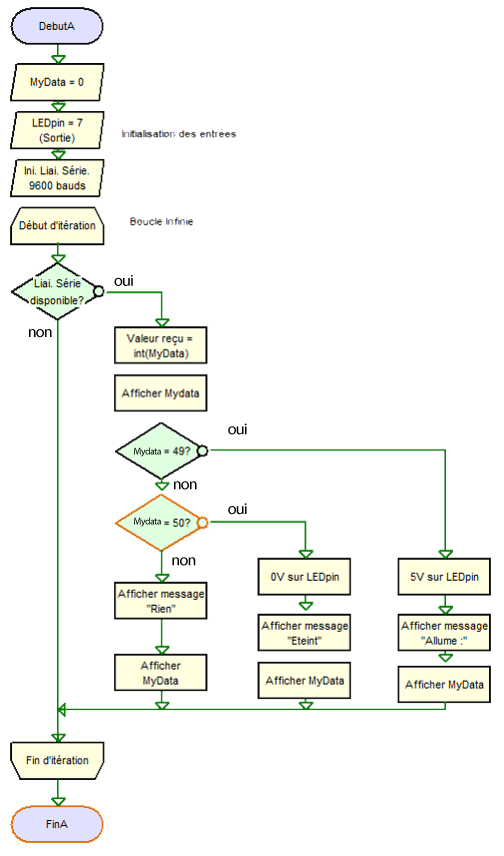 DebutA
MyData = 0
LEDpin = 7
(Sortie)
Initialisation des entrées
Ini. Liai. Série.
9600 bauds
Début d'itération
Boucle Infinie
Liai. Série
disponible?
oui
non
Valeur reçu =
int(MyData)
Afficher Mydata
Mydata = 49?
oui
non
Mydata = 50?
oui
non
Afficher message
"Rien"
Afficher
MyData
0V sur LEDpin
Afficher message
"Eteint"
Afficher MyData
5V sur LEDpin
Afficher message
"Allume :"
Afficher MyData
Fin d'itération
FinA